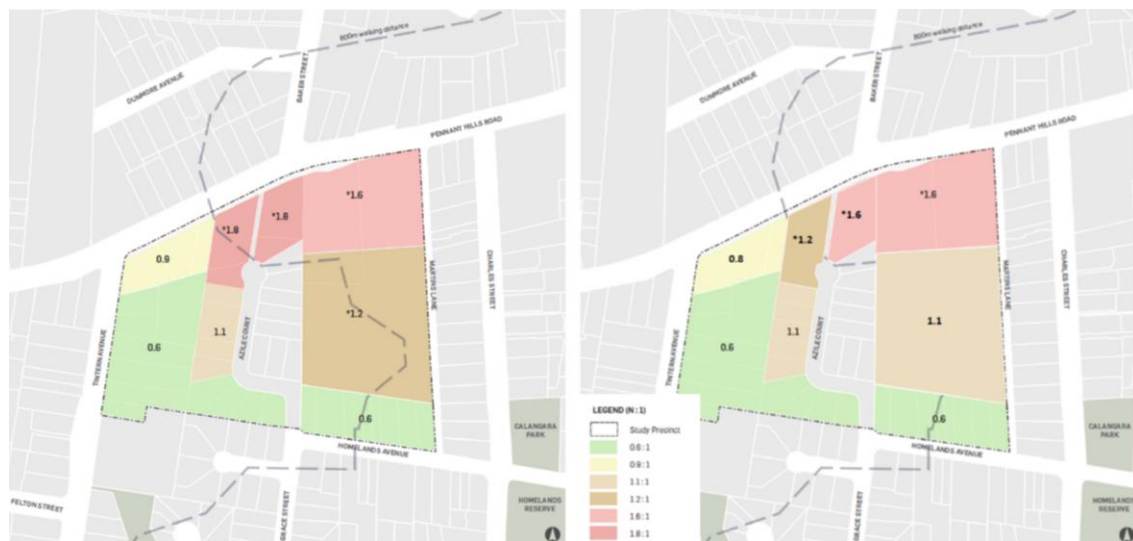 800m walking distance
DUNMORE AVENUE
BAKER STREET
PENNANT HILLS ROAD
*1.6
*1.8
*1.8
0.9
*1.2
1.1
0.6
0.6
TINTERN AVENUE
AZILE COURT
MARTINS LANE
CHARLES STREET
CALANGARA
PARK
HOMELANDS AVENUE
FELTON STREET
GRACE STREET
HOMELANDS
RESERVE
800m walking distance
DUNMORE AVENUE
BAKER STREET
PENNANT HILLS ROAD
*1.6
*1.6
*1.2
0.8
1.1
1.1
0.6
0.6
TINTERN AVENUE
AZILE COURT
MARTINS LANE
CHARLES STREET
LEGEND (N : 1)
Study Precinct
0.6 : 1
0.9 : 1
1.1 : 1
1.2 : 1
1.6 : 1
1.8 : 1
CALANGARA
PARK
HOMELANDS AVENUE
GRACE STREET
HOMELANDS
RESERVE